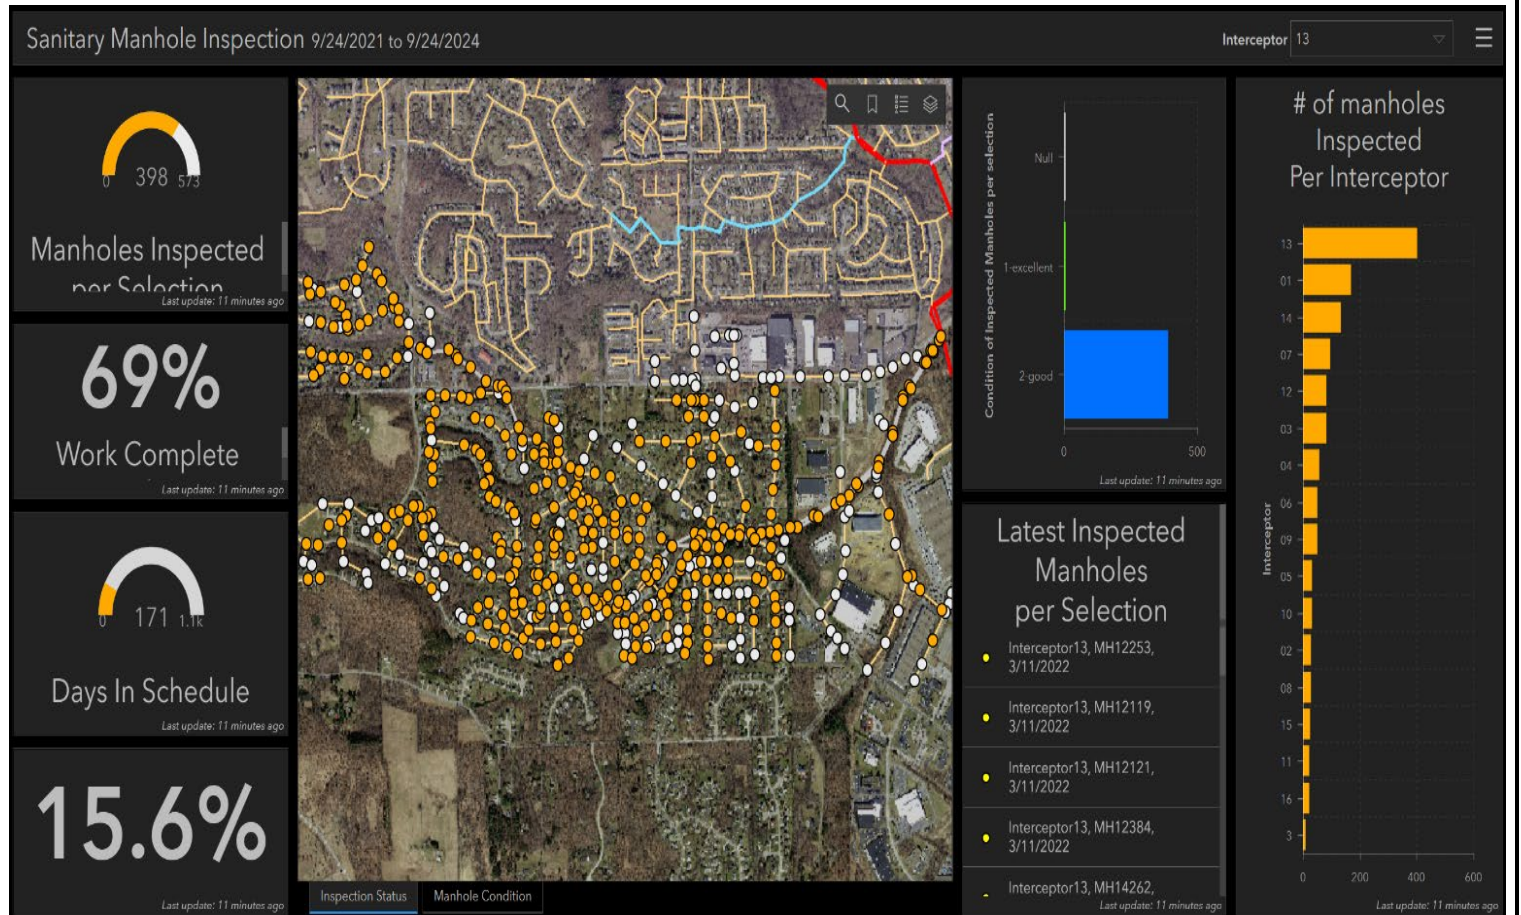 Sanitary Manhole Inspection 9/24/2021 to 9/24/2024
Interceptor 13
0 398 573
Manholes Inspected
per Selection
Last update: 11 minutes ago
69%
Work Complete
Last update: 11 minutes ago
0 171 1.1k
Days In Schedule
Last update: 11 minutes ago
15.6%
Last update: 11 minutes ago
Inspection Status
Manhole Condition
Condition of Inspected Manholes per selection
Null
1-excellent
2-good
0 500
Last update: 11 minutes ago
Latest Inspected
Manholes
per Selection
Interceptor13, MH12253,
3/11/2022
Interceptor13, MH12119,
3/11/2022
Interceptor13, MH12121,
3/11/2022
Interceptor13, MH12384,
3/11/2022
Interceptor13, MH14262,
Last update: 11 minutes ago
# of manholes
Inspected
Per Interceptor
Interceptor
13
01
14
07
12
03
04
06
09
05
10
02
08
15
11
16
3
0 200 400 600
Last update: 11 minutes ago